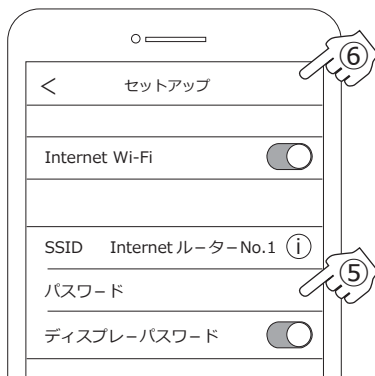 < セットアップ
⑥
Internet Wi-Fi
SSID Internet ルーターNo.1 ⓘ
⑤
パスワード
ディスプレーパスワード